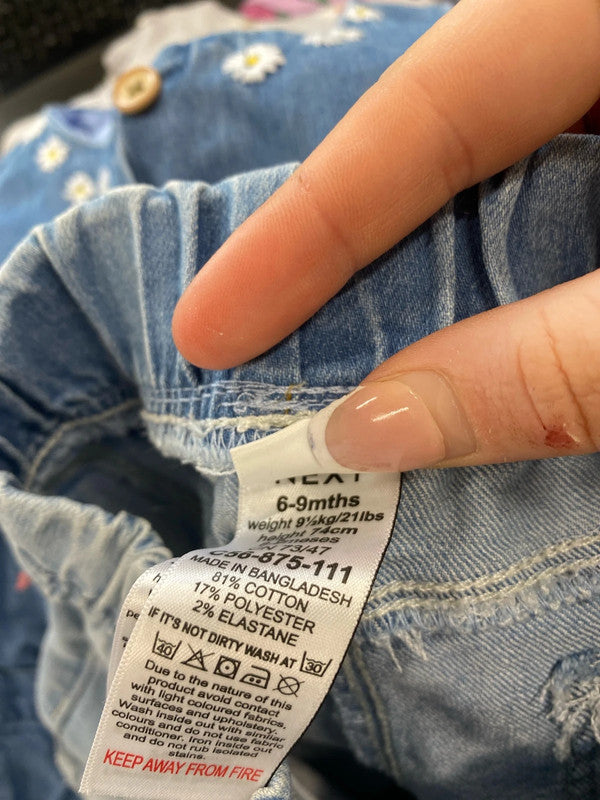 NEXT
6-9mths
weight 9½kg/21lbs
height 74cm
C56-875-111
MADE IN BANGLADESH
81% COTTON
17% POLYESTER
2% ELASTANE
IF IT'S NOT DIRTY WASH AT 30°
40°
Due to the nature of this
product avoid contact
with light coloured fabrics,
surfaces and upholstery.
Wash inside out with similar
colours and do not use fabric
conditioner. Iron inside out
and do not rub isolated
stains.
KEEP AWAY FROM FIRE